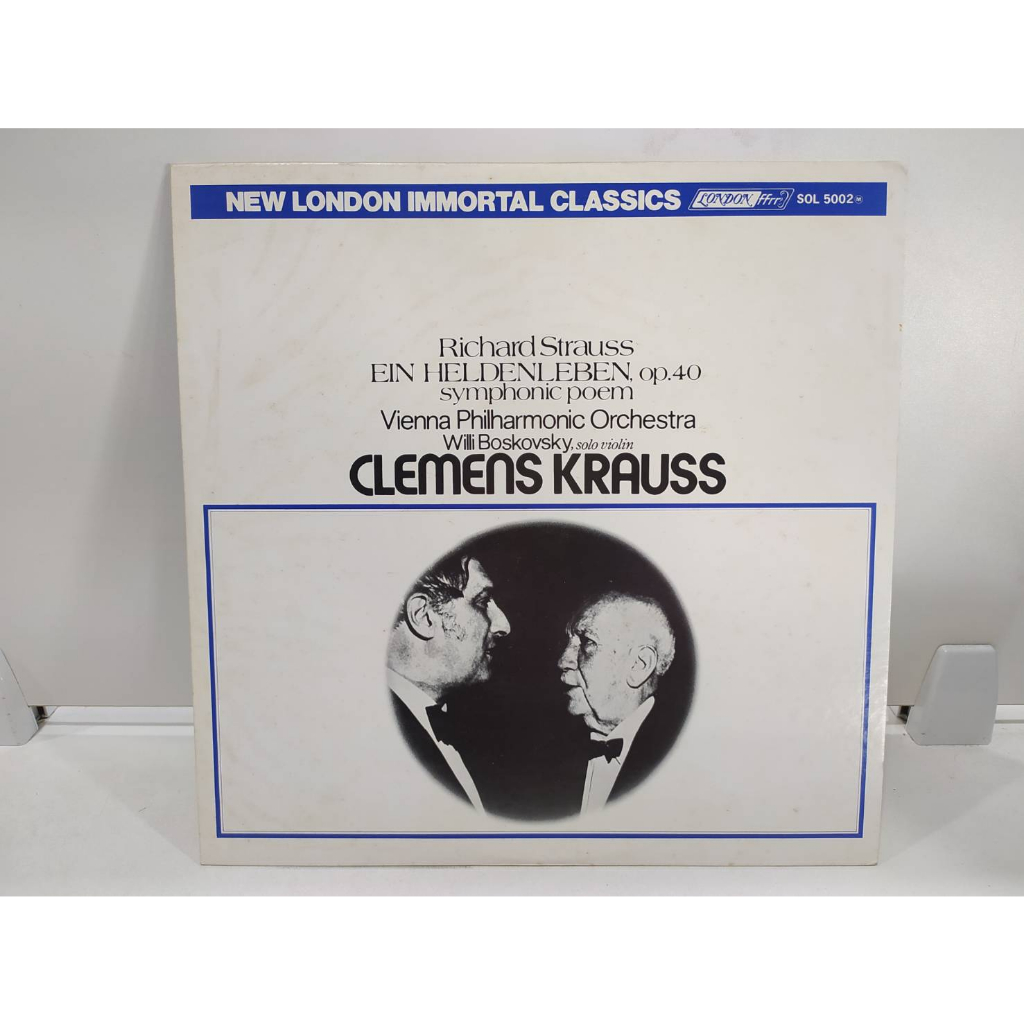 NEW LONDON IMMORTAL CLASSICS LONDON ffrr SOL 5002 M
Richard Strauss
EIN HELDENLEBEN, op.40
symphonic poem
Vienna Philharmonic Orchestra
Willi Boskovsky, solo violin
CLEMENS KRAUSS